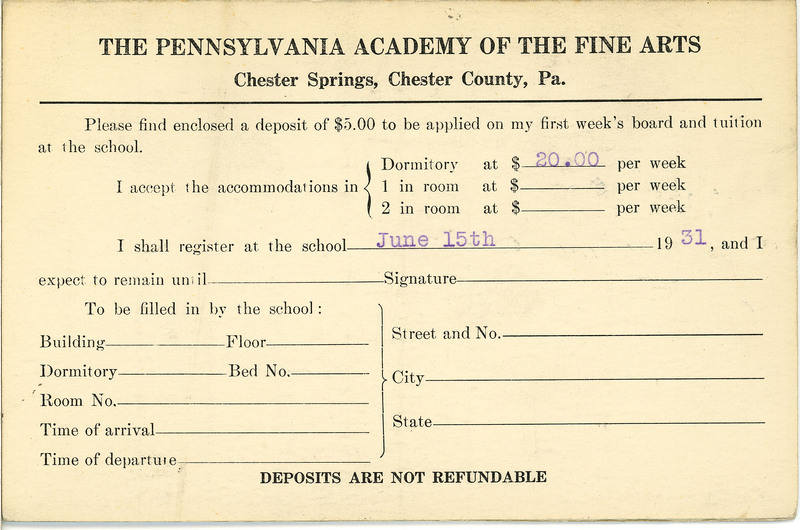 THE PENNSYLVANIA ACADEMY OF THE FINE ARTS
Chester Springs, Chester County, Pa.
Please find enclosed a deposit of $5.00 to be applied on my first week's board and tuition
at the school.
Dormitory at $ 20.00 per week
I accept the accommodations in { 1 in room at $ per week
2 in room at $ per week
I shall register at the school June 15th 19 31, and I
expect to remain until Signature
To be filled in by the school:
Building Floor
Dormitory Bed No.
Room No.
Time of arrival
Time of departure
Street and No.
City
State
DEPOSITS ARE NOT REFUNDABLE